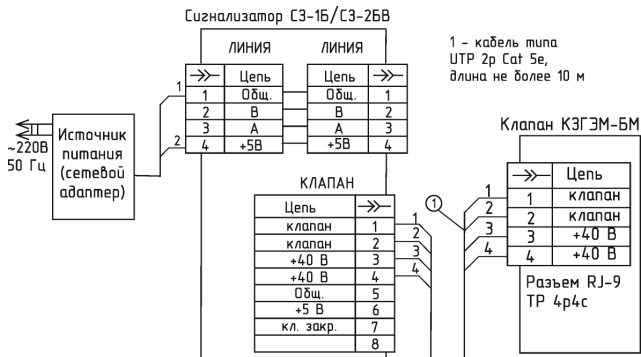 Сигнализатор СЗ-1Б/СЗ-2БВ
ЛИНИЯ ЛИНИЯ
1 - кабель типа
UTP 2р Cat 5e,
длина не более 10 м
Цепь Цепь
1 Общ. Общ. 1
2 В В 2
3 А А 3
4 +5В +5В 4
1
2
~220В
50 Гц
Источник
питания
(сетевой
адаптер)
КЛАПАН
Цепь
клапан 1
клапан 2
+40 В 3
+40 В 4
Общ. 5
+5 В 6
кл. закр. 7
8
1
2
3
4
1
Клапан КЗГЭМ-БМ
Цепь
1 1 клапан
2 2 клапан
3 3 +40 В
4 4 +40 В
Разъем RJ-9
TP 4p4c